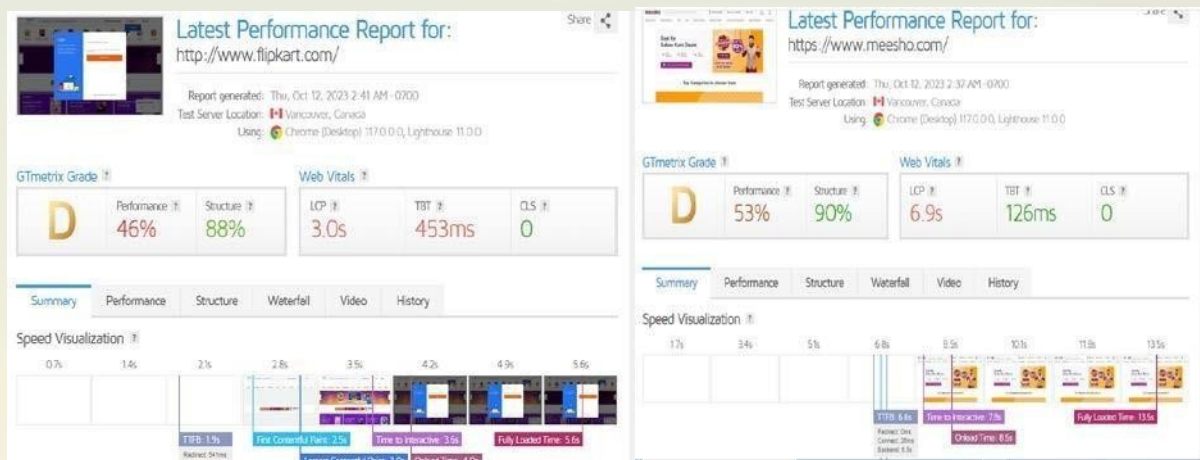 Latest Performance Report for:
Share
http://www.flipkart.com/
Report generated: Thu, Oct 12, 2023 2:41 AM -0700
Test Server Location: Vancouver, Canada
Using: Chrome (Desktop) 117.0.0.0, Lighthouse 11.0.0
GTmetrix Grade ?
Web Vitals ?
D
Performance ?
Structure ?
LCP ?
TBT ?
CLS ?
46%
88%
3.0s
453ms
0
Summary
Performance
Structure
Waterfall
Video
History
Speed Visualization ?
0.7s
1.4s
2.1s
2.8s
3.5s
4.2s
4.9s
5.6s
TTFB: 1.9s
First Contentful Paint: 2.5s
Time to Interactive: 3.6s
Fully Loaded Time: 5.6s
Redirect: 541ms
Latest Performance Report for:
https://www.meesho.com/
Report generated: Thu, Oct 12, 2023 2:37 AM -0700
Test Server Location: Vancouver, Canada
Using: Chrome (Desktop) 117.0.0.0, Lighthouse 11.0.0
GTmetrix Grade ?
Web Vitals ?
D
Performance ?
Structure ?
LCP ?
TBT ?
CLS ?
53%
90%
6.9s
126ms
0
Summary
Performance
Structure
Waterfall
Video
History
Speed Visualization ?
1.7s
3.4s
5.1s
6.8s
8.5s
10.1s
11.8s
13.5s
TTFB: 6.6s
Time to Interactive: 7.9s
Fully Loaded Time: 13.5s
Redirect: 0ms
Onload Time: 8.5s